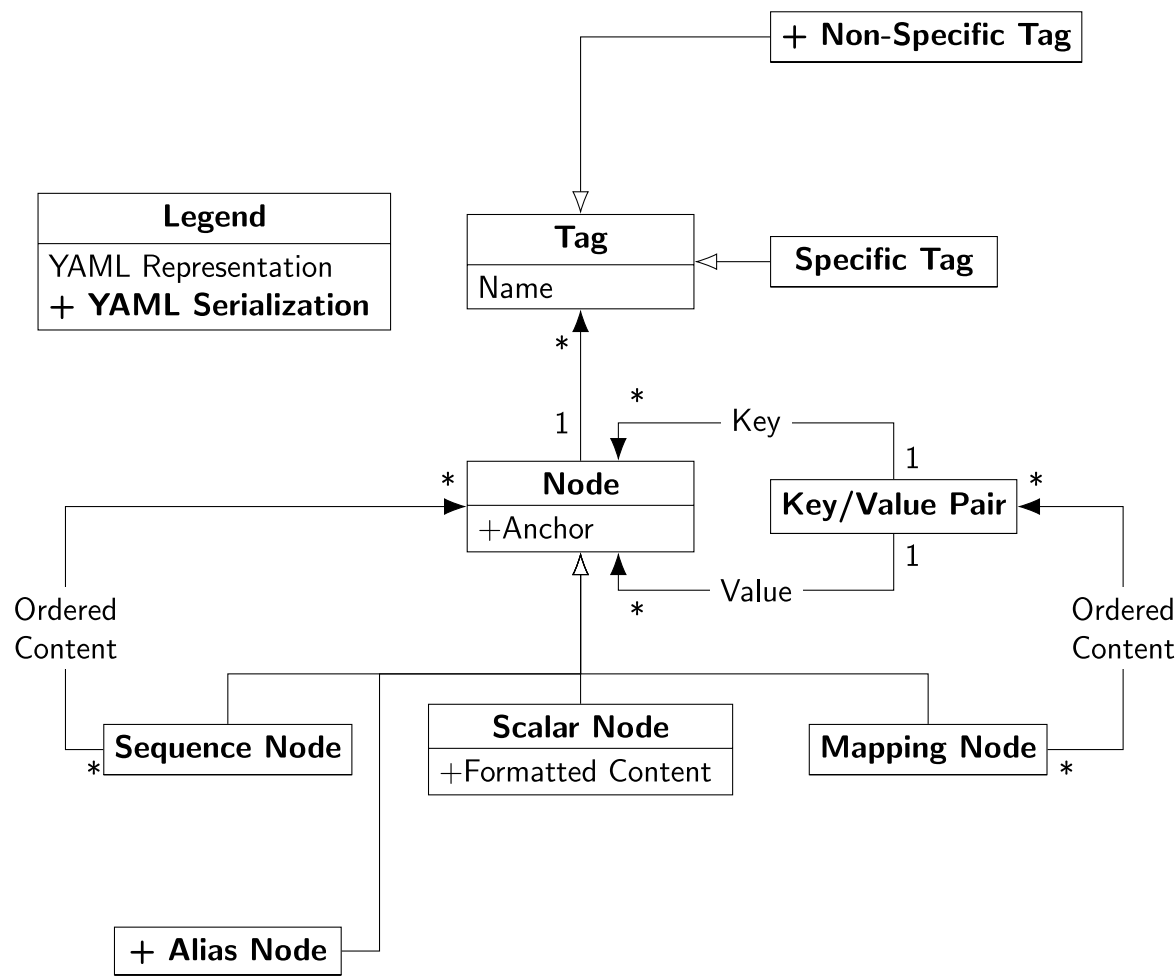 + Non-Specific Tag
Legend
YAML Representation
+ YAML Serialization
Tag
Name
Specific Tag
*
1
*
Key
1
*
Node
+Anchor
Key/Value Pair
*
1
*
Value
Ordered
Content
Ordered
Content
Sequence Node
*
Scalar Node
+Formatted Content
Mapping Node
*
+ Alias Node